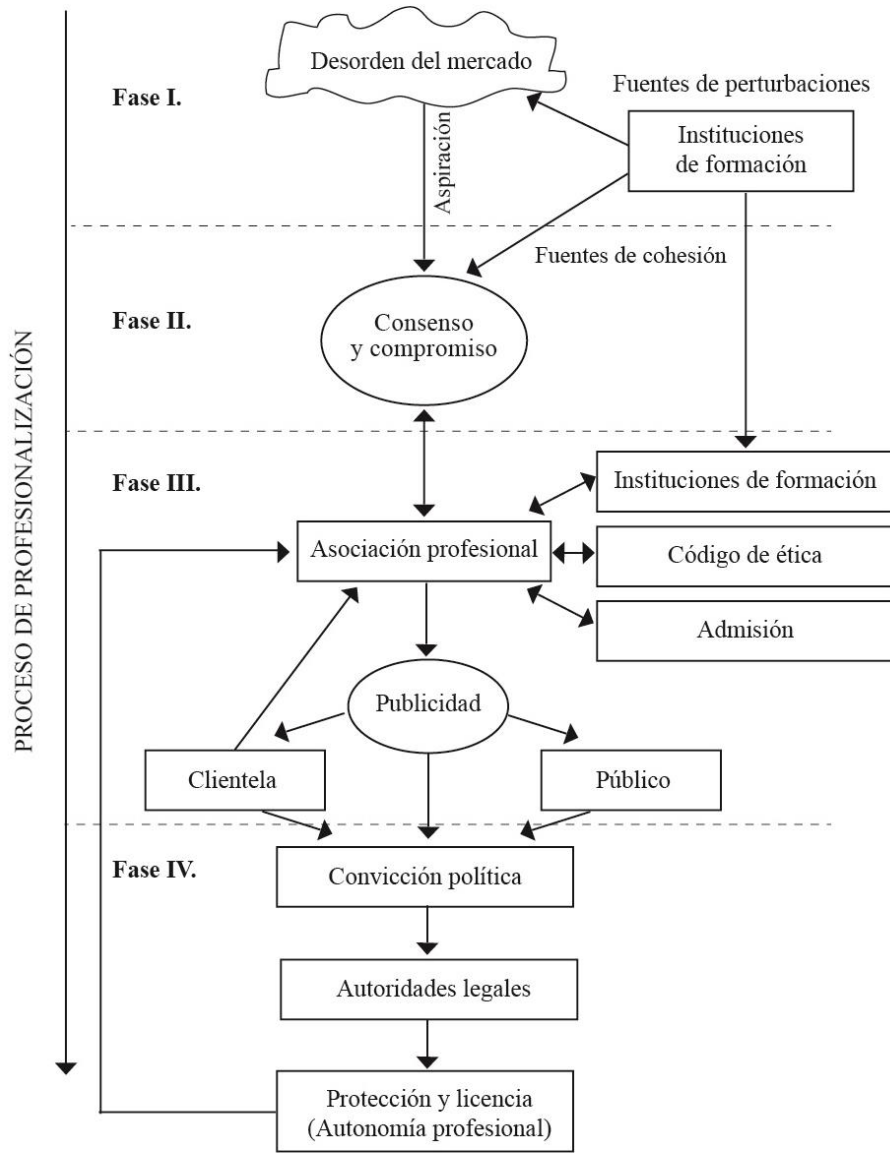 Desorden del mercado
Fase I.
Fuentes de perturbaciones
Instituciones
de formación
Aspiración
Fuentes de cohesión
Fase II.
Consenso
y compromiso
PROCESO DE PROFESIONALIZACIÓN
Fase III.
Instituciones de formación
Asociación profesional
Código de ética
Admisión
Publicidad
Clientela
Público
Fase IV.
Convicción política
Autoridades legales
Protección y licencia
(Autonomía profesional)